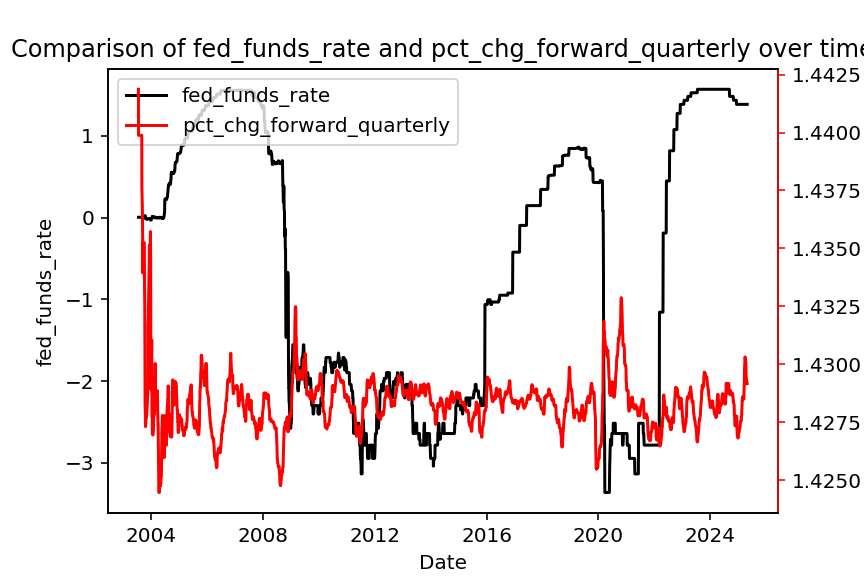 Comparison of fed_funds_rate and pct_chg_forward_quarterly over time
fed_funds_rate
pct_chg_forward_quarterly
1
0
−1
−2
−3
fed_funds_rate
1.4425
1.4400
1.4375
1.4350
1.4325
1.4300
1.4275
1.4250
2004 2008 2012 2016 2020 2024
Date